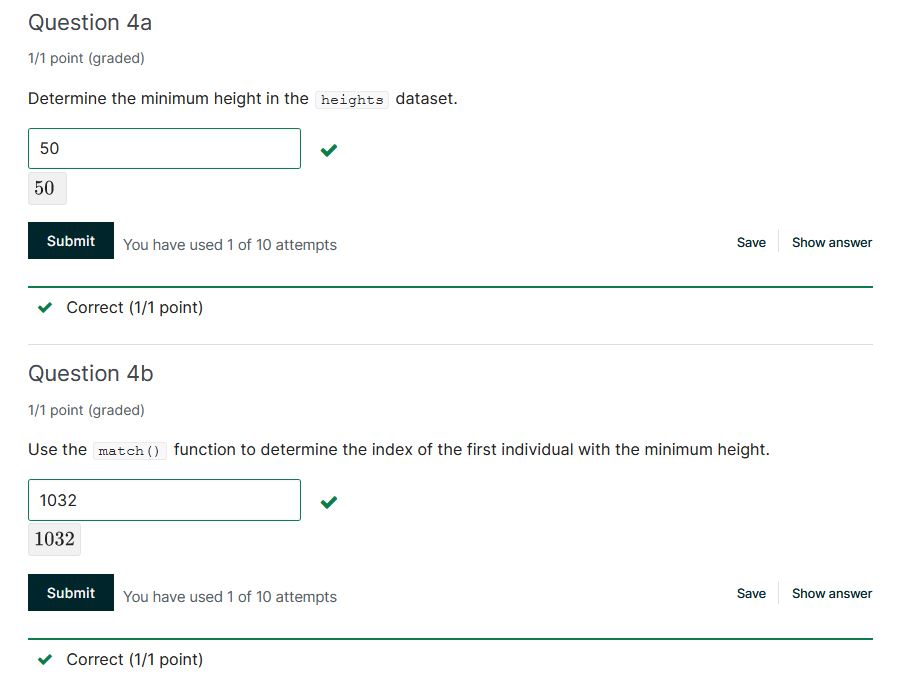 Question 4a
1/1 point (graded)
Determine the minimum height in the heights dataset.
50
50
Submit You have used 1 of 10 attempts Save Show answer
Correct (1/1 point)
Question 4b
1/1 point (graded)
Use the match() function to determine the index of the first individual with the minimum height.
1032
1032
Submit You have used 1 of 10 attempts Save Show answer
Correct (1/1 point)